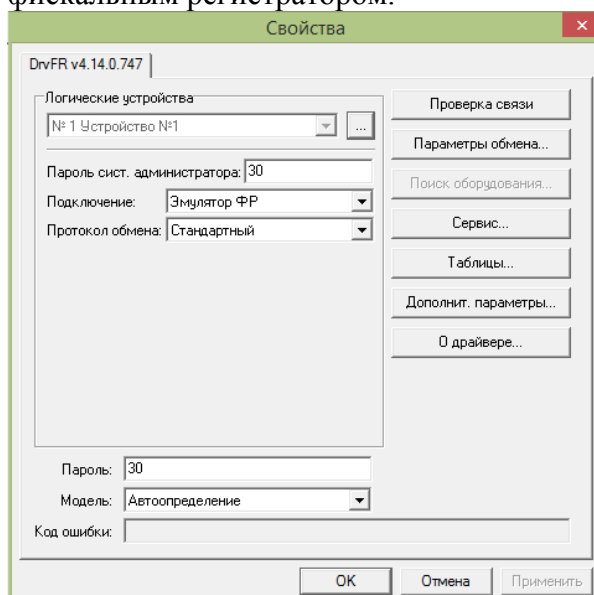 фискальным регистратором.
Свойства
DrvFR v4.14.0.747
Логические устройства
№ 1 Устройство №1
...
Пароль сист. администратора: 30
Подключение: Эмулятор ФР
Протокол обмена: Стандартный
Проверка связи
Параметры обмена...
Поиск оборудования...
Сервис...
Таблицы...
Дополнит. параметры...
О драйвере...
Пароль: 30
Модель: Автоопределение
Код ошибки:
OK Отмена Применить